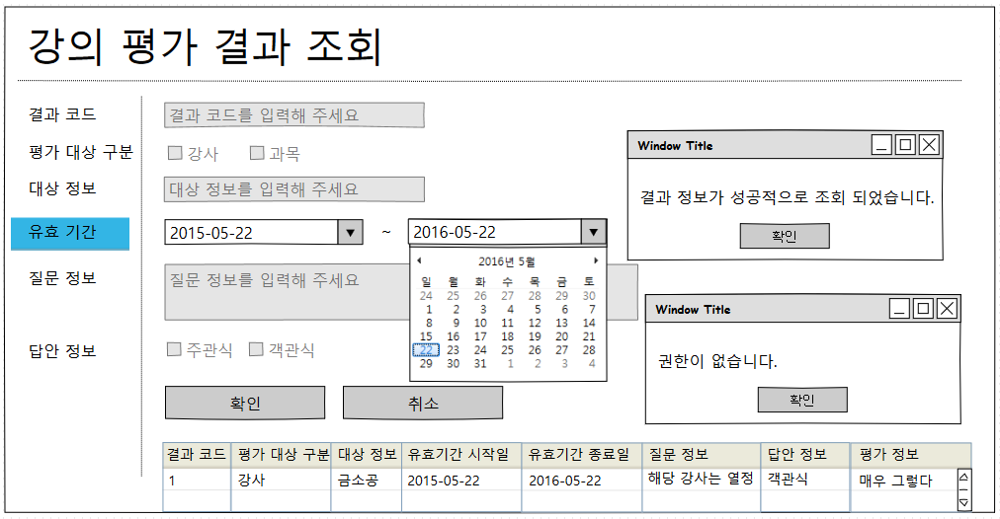 강의 평가 결과 조회
결과 코드
결과 코드를 입력해 주세요
평가 대상 구분
강사
과목
대상 정보
대상 정보를 입력해 주세요
유효 기간
2015-05-22
~
2016-05-22
2016년 5월
일 월 화 수 목 금 토
24 25 26 27 28 29 30
1 2 3 4 5 6 7
8 9 10 11 12 13 14
15 16 17 18 19 20 21
22 23 24 25 26 27 28
29 30 31 1 2 3 4
질문 정보
질문 정보를 입력해 주세요
답안 정보
주관식
객관식
확인
취소
Window Title
결과 정보가 성공적으로 조회 되었습니다.
확인
Window Title
권한이 없습니다.
확인
결과 코드 평가 대상 구분 대상 정보 유효기간 시작일 유효기간 종료일 질문 정보 답안 정보 평가 정보
1 강사 금소공 2015-05-22 2016-05-22 해당 강사는 열정 객관식 매우 그렇다